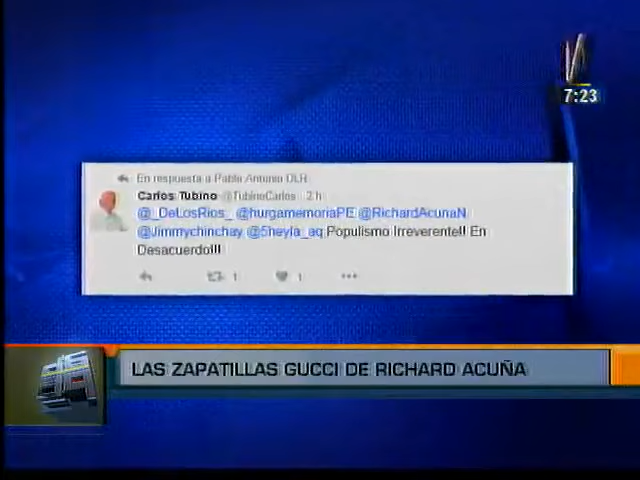 7:23
En respuesta a Pablo Antonio DLR
Carlos Tubino @TubinoCarlos · 2 h
@_DeLosRios_ @hurgamemoriaPE @RichardAcunaN
@Jimmychinchay @5heyla_aq Populismo Irreverente!! En
Desacuerdo!!!
1 1
LAS ZAPATILLAS GUCCI DE RICHARD ACUÑA